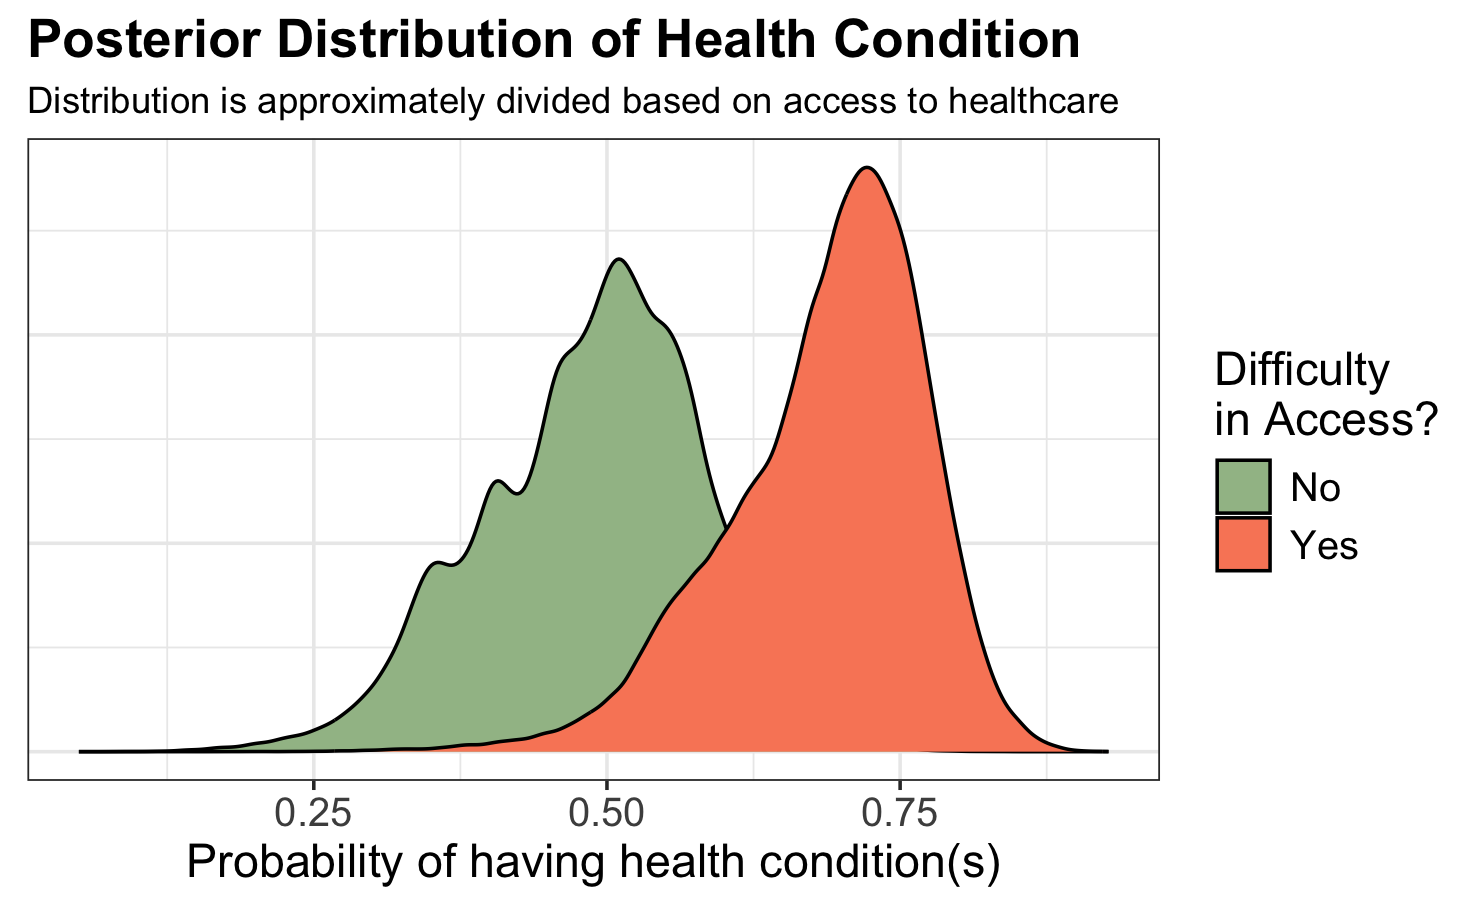 Posterior Distribution of Health Condition
Distribution is approximately divided based on access to healthcare
Difficulty
in Access?
No
Yes
0.25 0.50 0.75
Probability of having health condition(s)